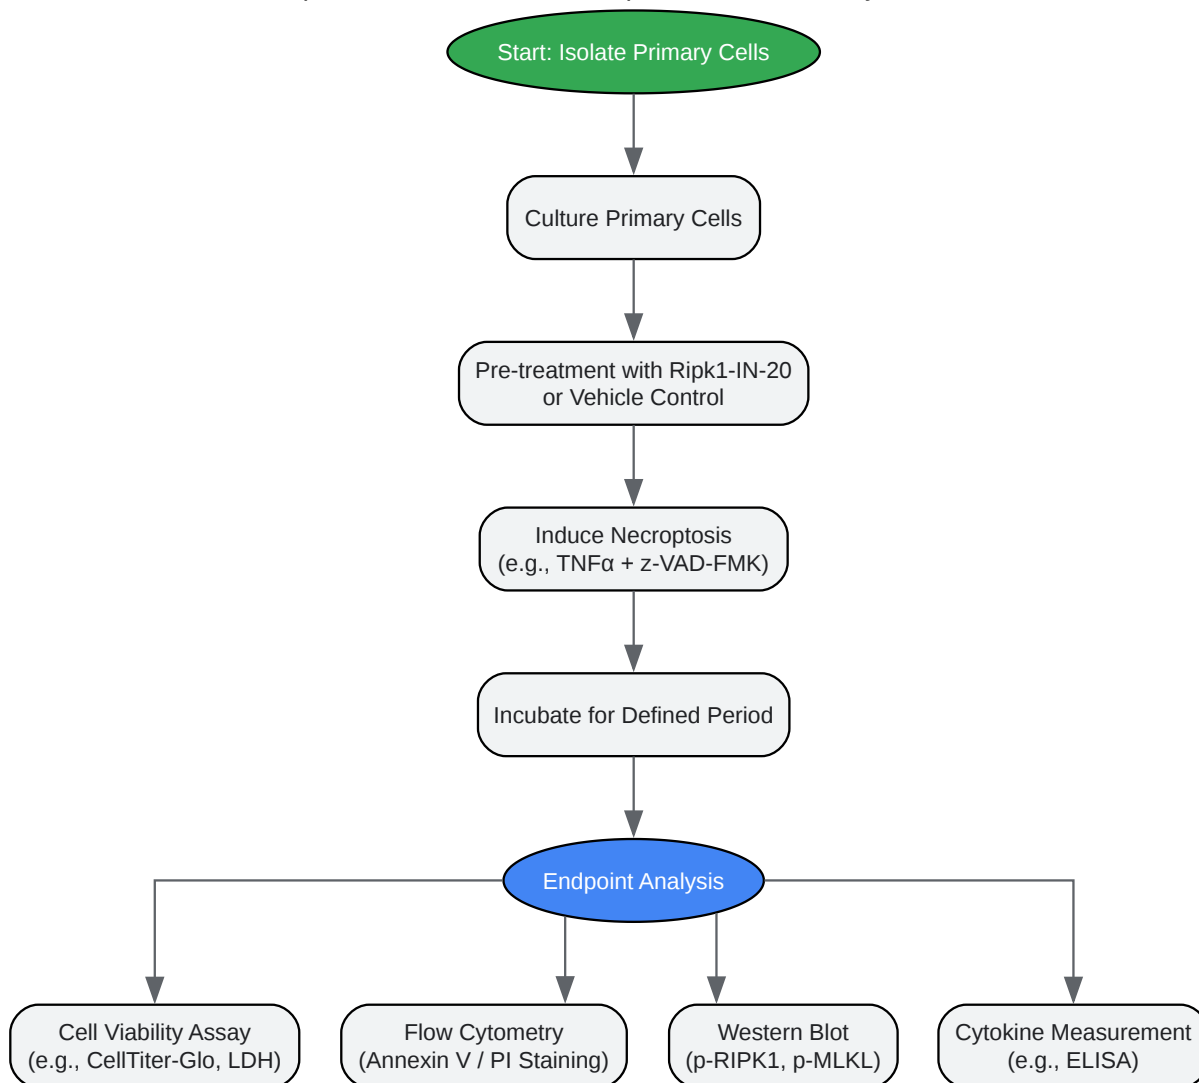 Start: Isolate Primary Cells
Culture Primary Cells
Pre-treatment with Ripk1-IN-20
or Vehicle Control
Induce Necroptosis
(e.g., TNFα + z-VAD-FMK)
Incubate for Defined Period
Endpoint Analysis
Cell Viability Assay
(e.g., CellTiter-Glo, LDH)
Flow Cytometry
(Annexin V / PI Staining)
Western Blot
(p-RIPK1, p-MLKL)
Cytokine Measurement
(e.g., ELISA)